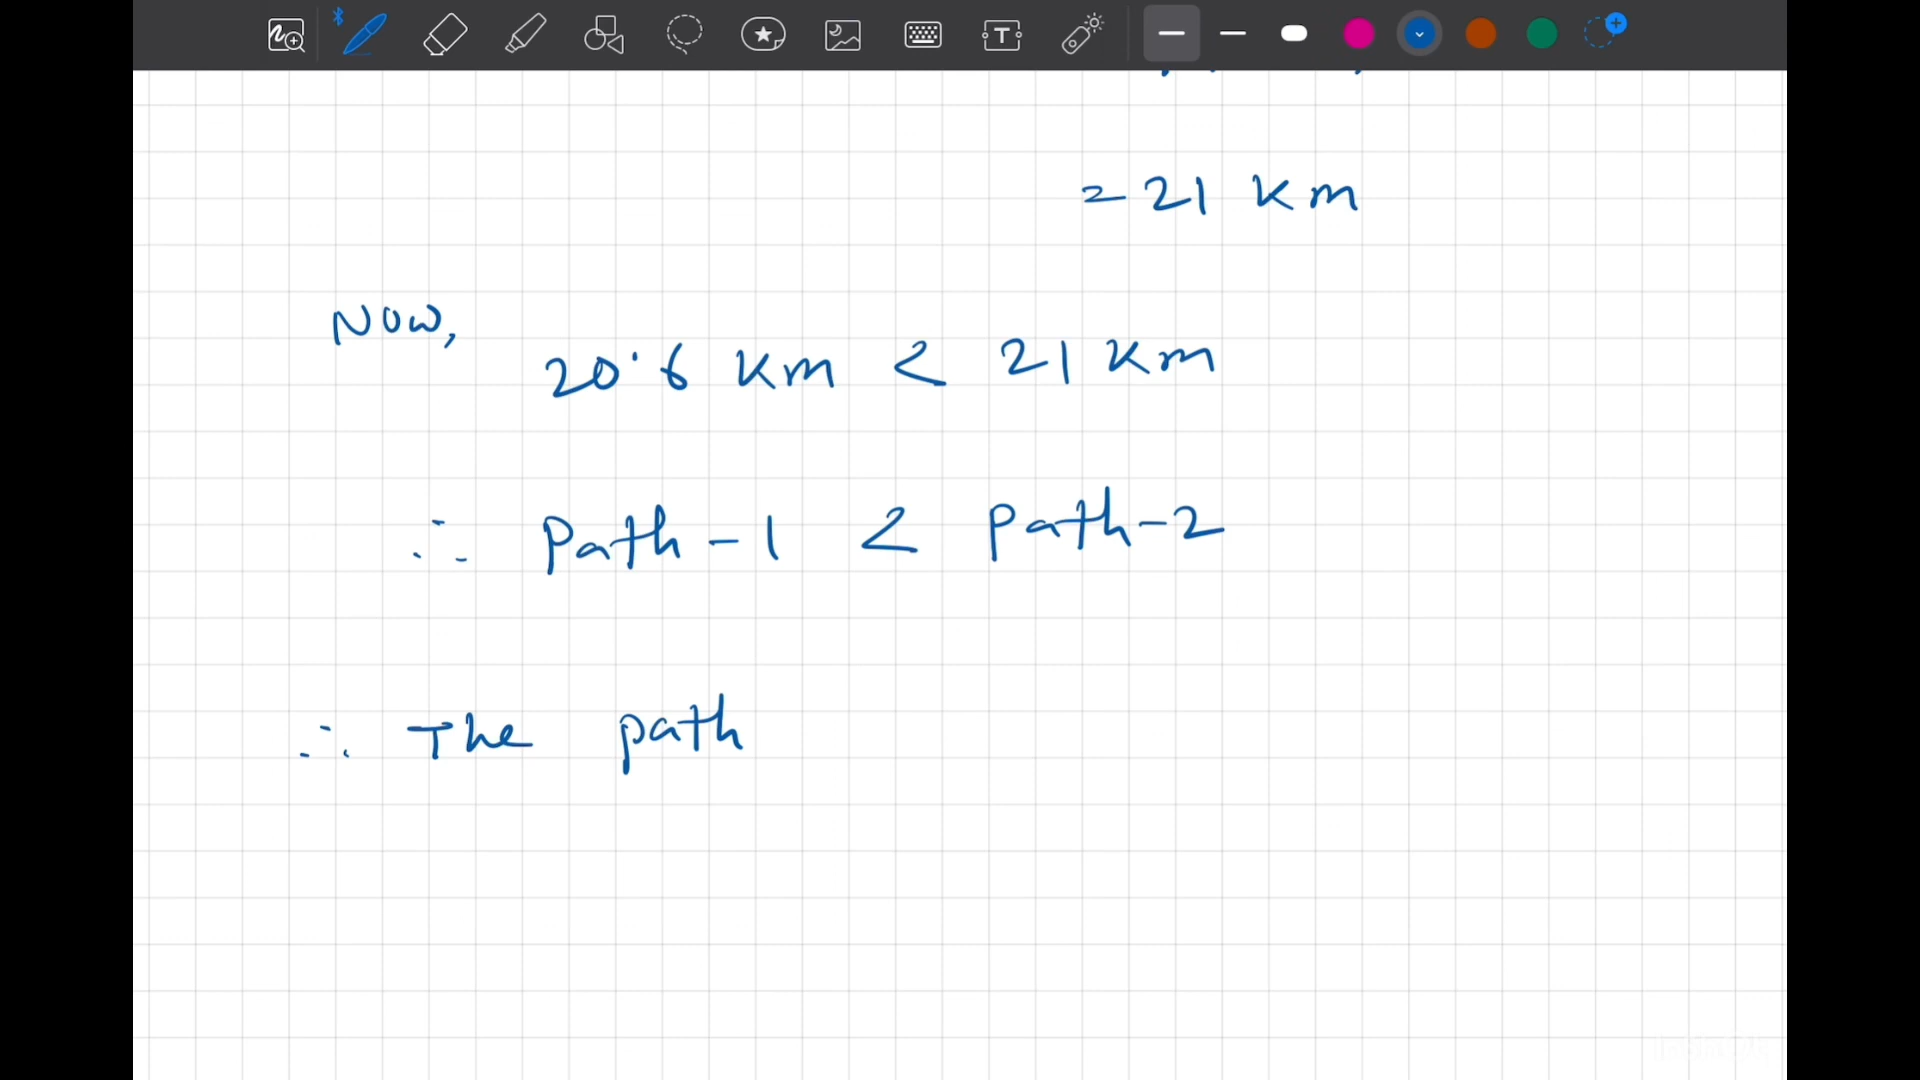 = 21 km
Now,
20.6 km < 21 km
∴ Path-1 < path-2
∴ The path